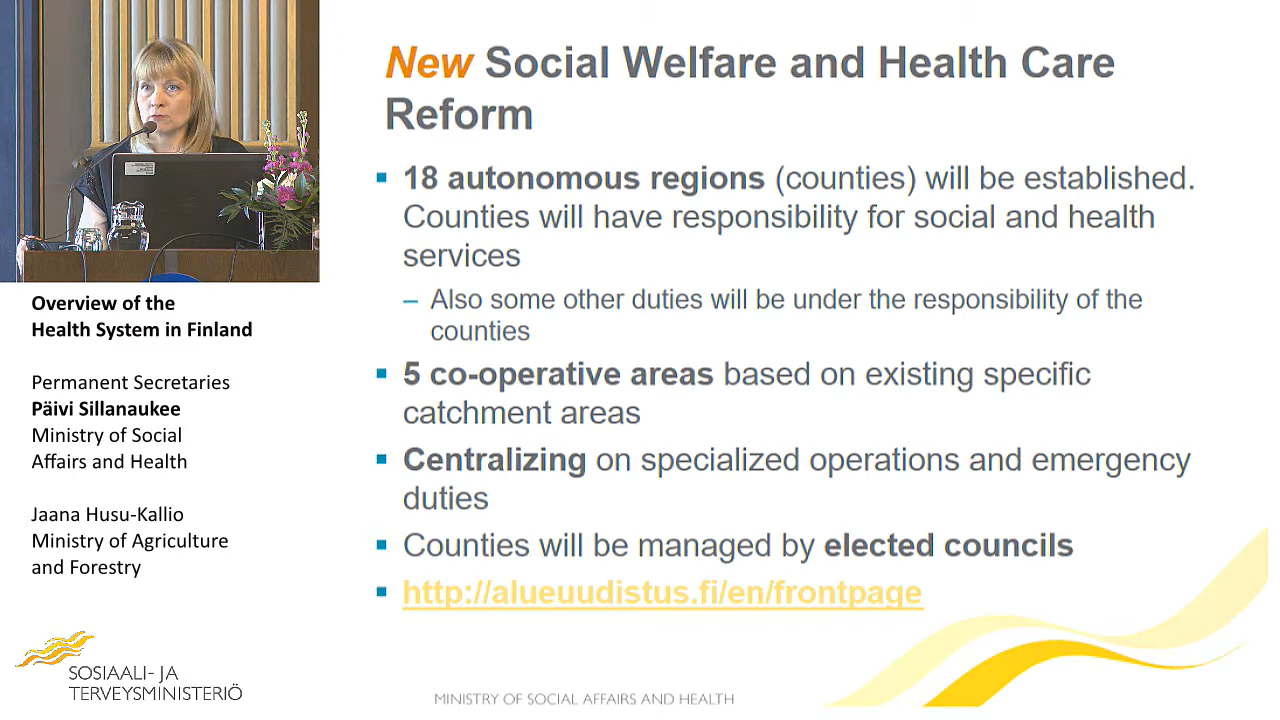 New Social Welfare and Health Care
Reform
18 autonomous regions (counties) will be established.
Counties will have responsibility for social and health
services
– Also some other duties will be under the responsibility of the
counties
5 co-operative areas based on existing specific
catchment areas
Centralizing on specialized operations and emergency
duties
Counties will be managed by elected councils
http://alueuudistus.fi/en/frontpage
MINISTRY OF SOCIAL AFFAIRS AND HEALTH
Overview of the
Health System in Finland
Permanent Secretaries
Päivi Sillanaukee
Ministry of Social
Affairs and Health
Jaana Husu-Kallio
Ministry of Agriculture
and Forestry
SOSIAALI- JA
TERVEYSMINISTERIÖ